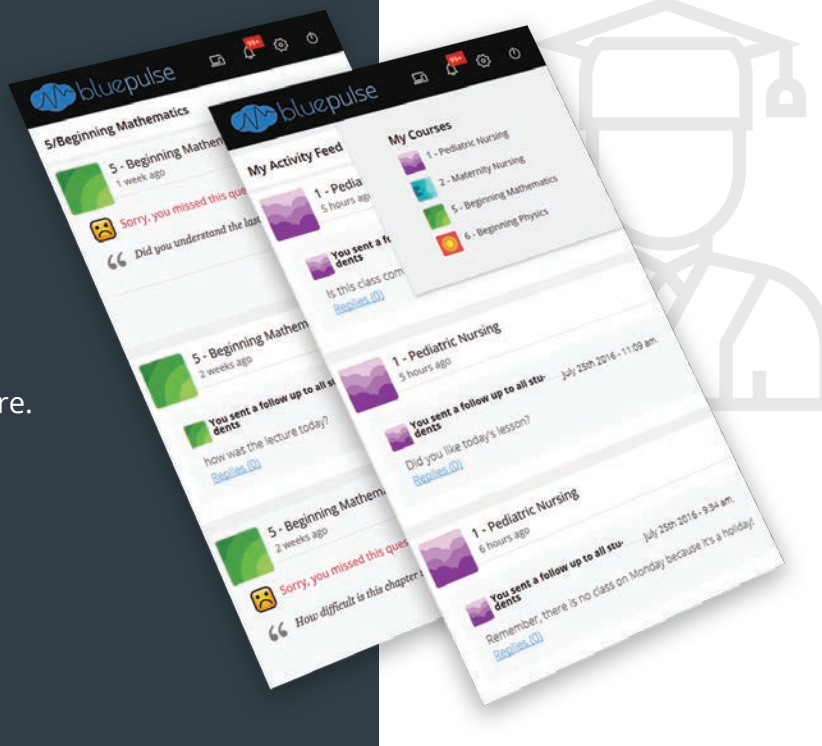 re.
bluepulse
99+
5/Beginning Mathematics
5 - Beginning Mathem
1 week ago
Sorry, you missed this que
“ Did you understand the last
5 - Beginning Mathem
2 weeks ago
You sent a follow up to all st
dents
how was the lecture today?
Replies (0)
5 - Beginning Mathem
2 weeks ago
Sorry, you missed this ques
“ How difficult is this chapter
bluepulse
99+
My Activity Feed
My Courses
1 - Pediatric Nursing
2 - Maternity Nursing
5 - Beginning Mathematics
6 - Beginning Physics
1 - Pedia
5 hours ag
You sent a f
dents
Is this class com
Replies (0)
1 - Pediatric Nursing
5 hours ago
You sent a follow up to all stu- July 25th 2016 - 11:09 am
dents
Did you like today's lesson?
Replies (0)
1 - Pediatric Nursing
6 hours ago
You sent a follow up to all stu- July 25th 2016 - 9:34 am
dents
Remember, there is no class on Monday because it's a holiday!
Replies (0)